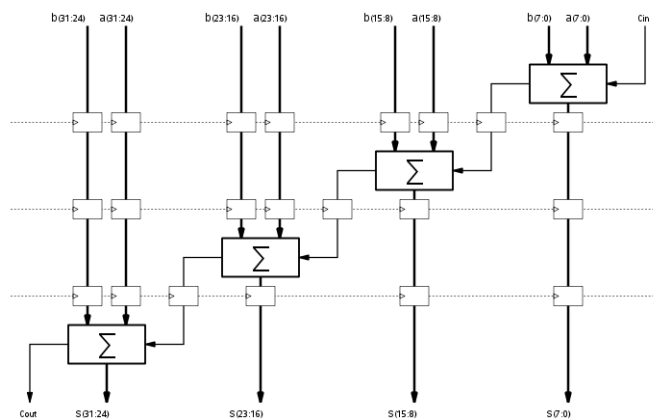 b(31:24) a(31:24) b(23:16) a(23:16) b(15:8) a(15:8) b(7:0) a(7:0) Cin
Σ
Σ
Σ
Σ
Cout S(31:24) S(23:16) S(15:8) S(7:0)